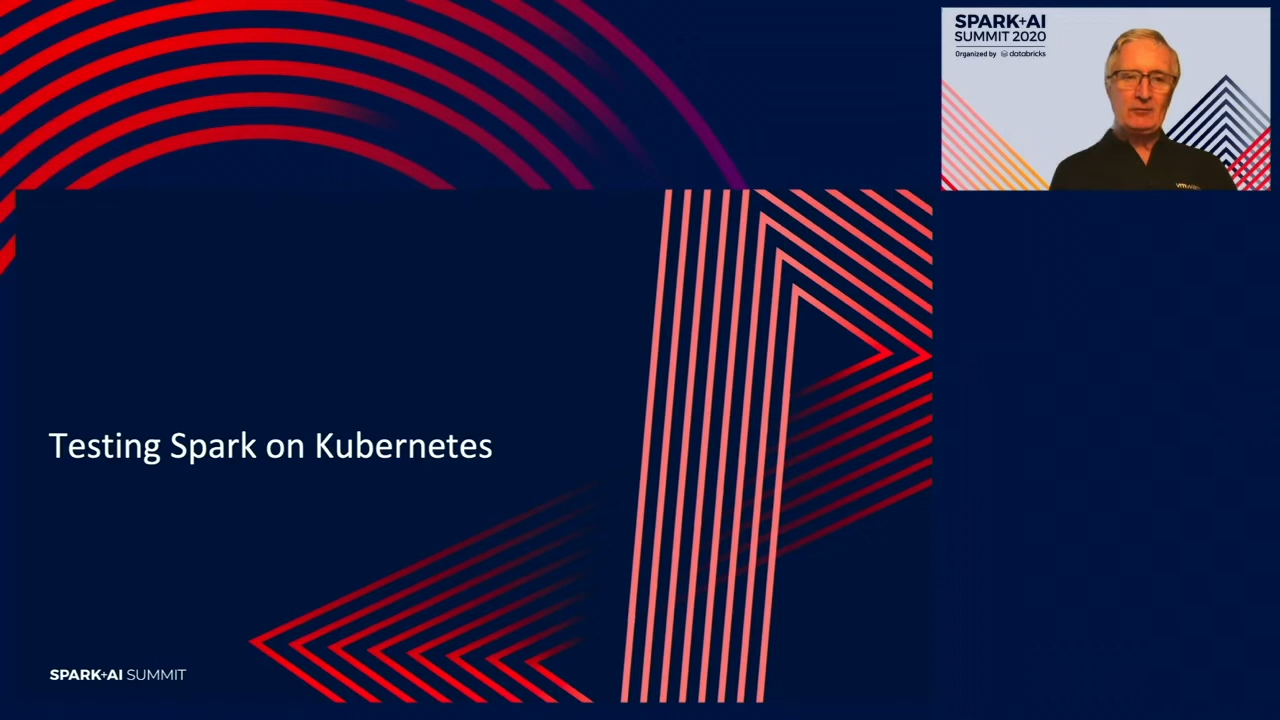 SPARK+AI
SUMMIT 2020
Organized by databricks
Testing Spark on Kubernetes
SPARK+AI SUMMIT